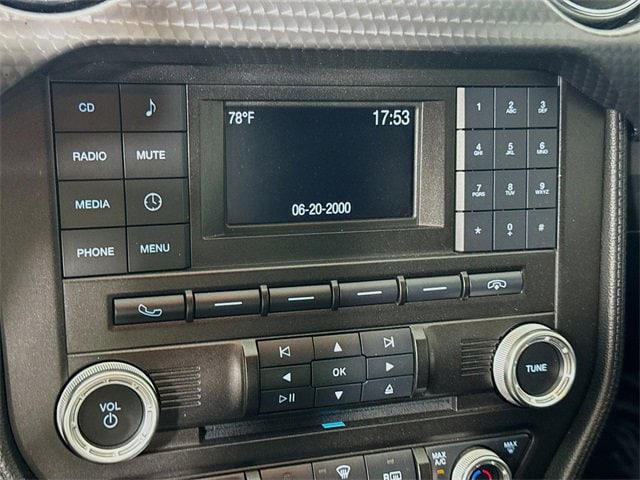 CD
78°F 17:53
1 2 ABC 3 DEF
RADIO MUTE
4 GHI 5 JKL 6 MNO
MEDIA
06-20-2000
7 PQRS 8 TUV 9 WXYZ
PHONE MENU
* 0 + #
OK
VOL
TUNE
MAX A/C
MAX
R